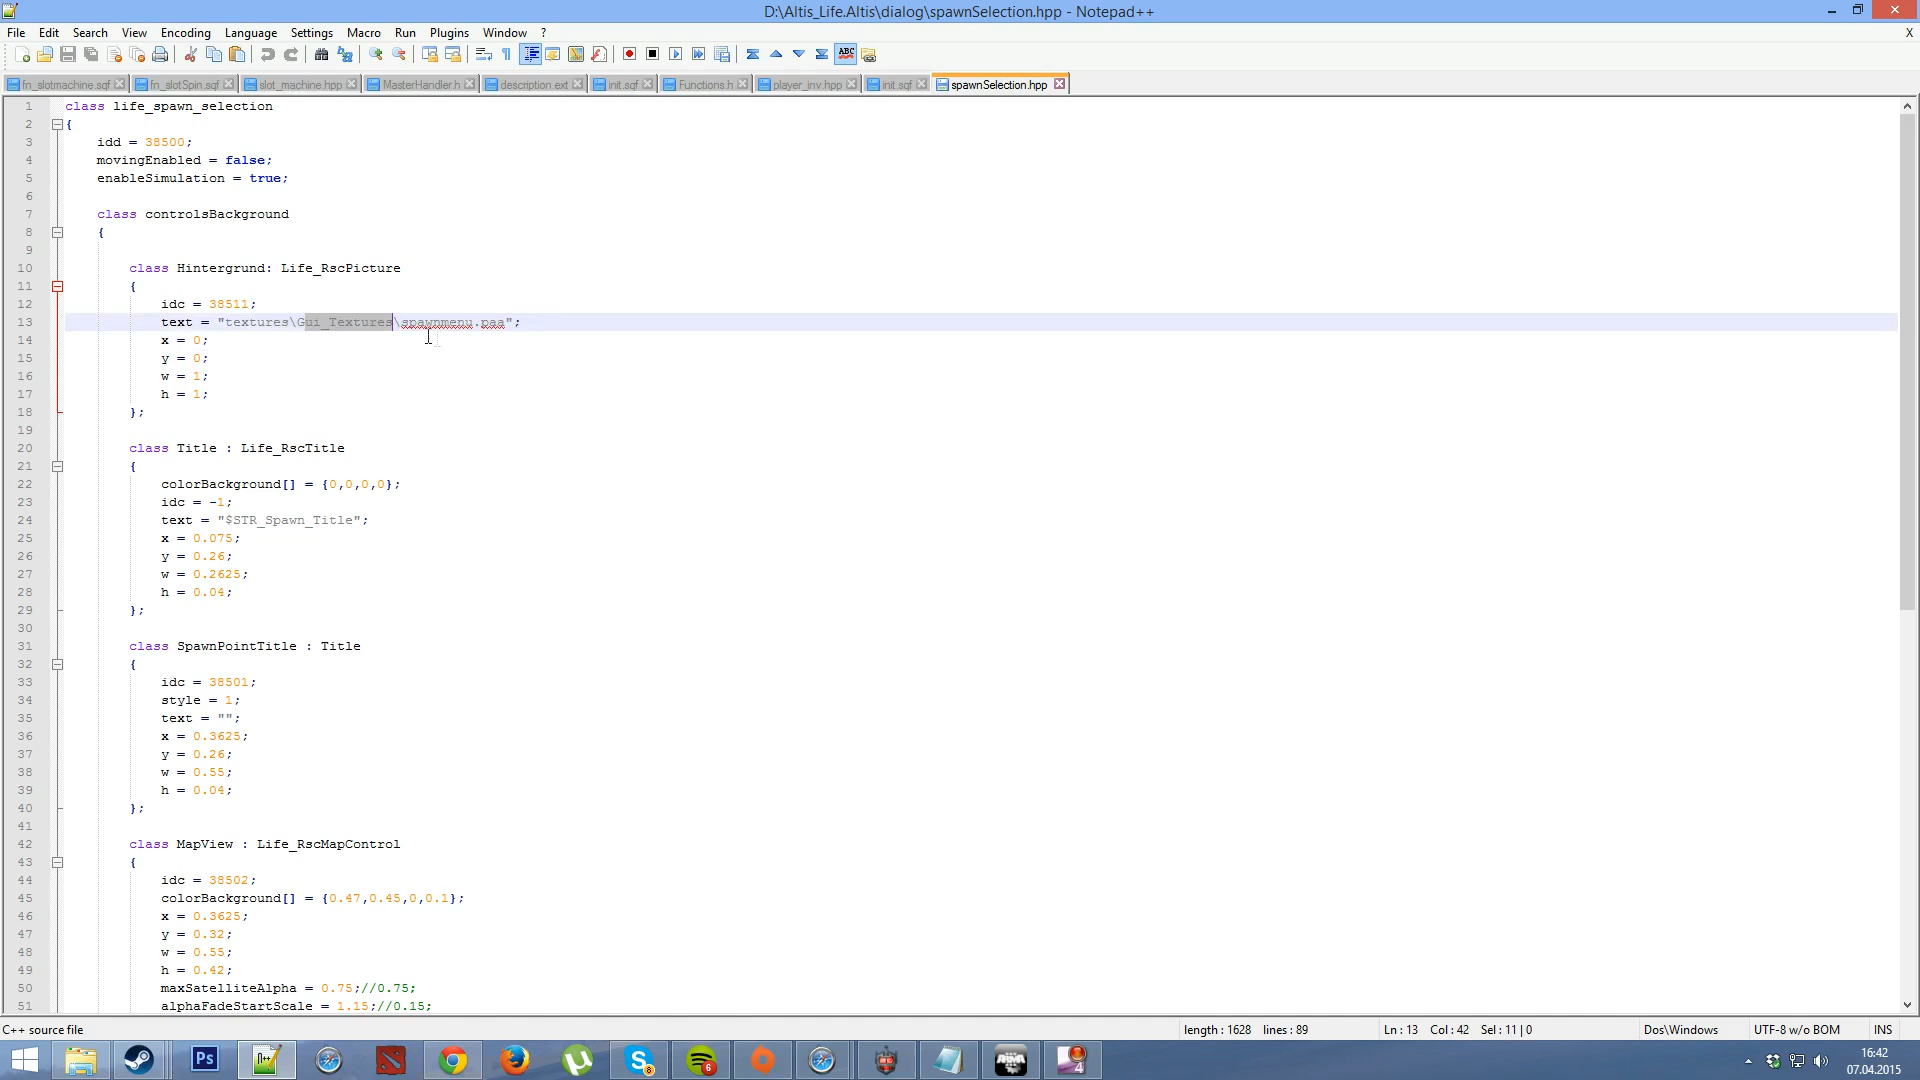 D:\Altis_Life.Altis\dialog\spawnSelection.hpp - Notepad++
File Edit Search View Encoding Language Settings Macro Run Plugins Window ? X
fn_slotmachine.sqf fn_slotSpin.sqf slot_machine.hpp MasterHandler.h description.ext init.sqf Functions.h player_inv.hpp init.sqf spawnSelection.hpp
1 class life_spawn_selection
2 {
3 idd = 38500;
4 movingEnabled = false;
5 enableSimulation = true;
6
7 class controlsBackground
8 {
9
10 class Hintergrund: Life_RscPicture
11 {
12 idc = 38511;
13 text = "textures\Gui_Textures\spawnmenu.paa";
14 x = 0;
15 y = 0;
16 w = 1;
17 h = 1;
18 };
19
20 class Title : Life_RscTitle
21 {
22 colorBackground[] = {0,0,0,0};
23 idc = -1;
24 text = "$STR_Spawn_Title";
25 x = 0.075;
26 y = 0.26;
27 w = 0.2625;
28 h = 0.04;
29 };
30
31 class SpawnPointTitle : Title
32 {
33 idc = 38501;
34 style = 1;
35 text = "";
36 x = 0.3625;
37 y = 0.26;
38 w = 0.55;
39 h = 0.04;
40 };
41
42 class MapView : Life_RscMapControl
43 {
44 idc = 38502;
45 colorBackground[] = {0.47,0.45,0,0.1};
46 x = 0.3625;
47 y = 0.32;
48 w = 0.55;
49 h = 0.42;
50 maxSatelliteAlpha = 0.75;//0.75;
51 alphaFadeStartScale = 1.15;//0.15;
C++ source file length : 1628 lines : 89 Ln : 13 Col : 42 Sel : 11 | 0 Dos\Windows UTF-8 w/o BOM INS
Ps 8 6 4 16:42
07.04.2015